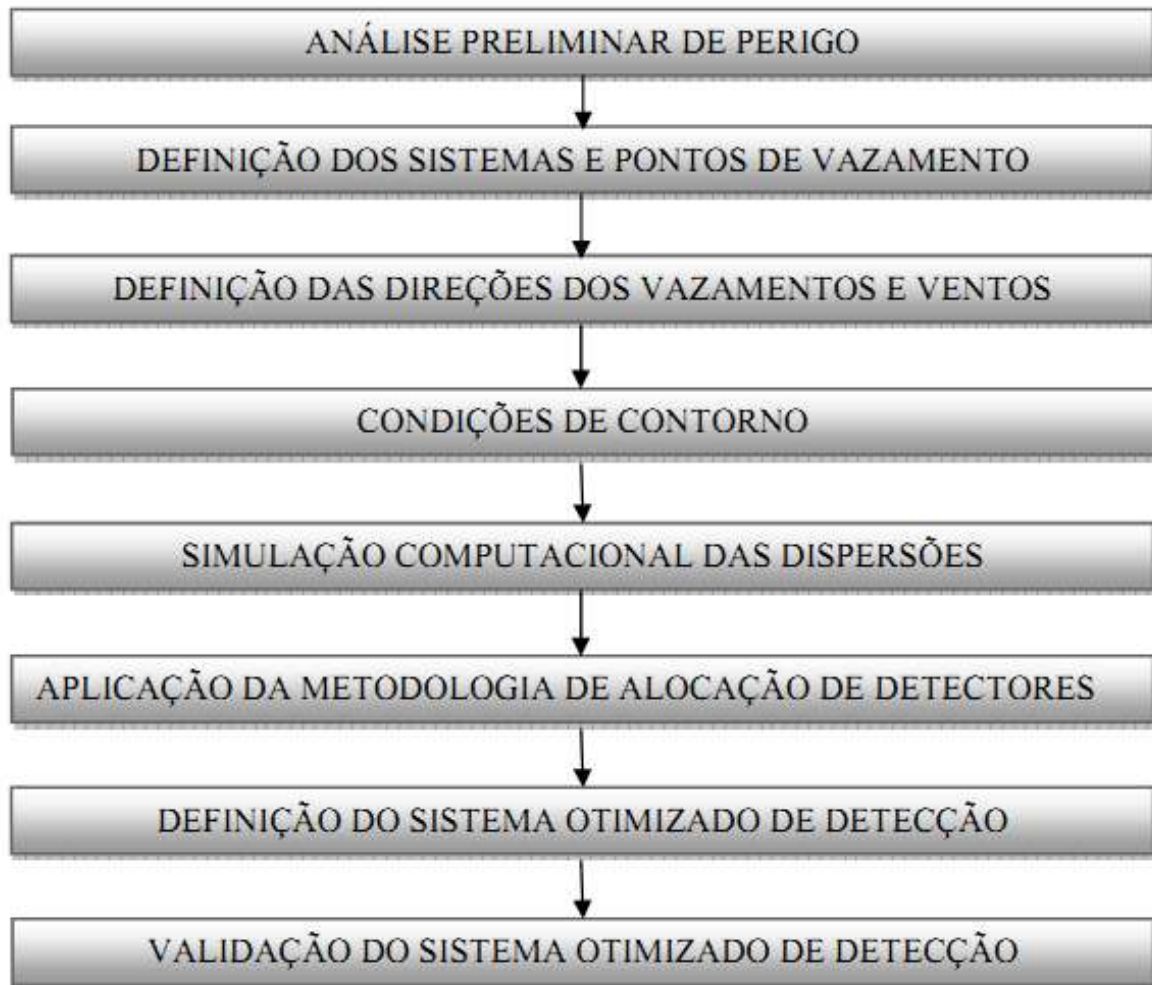 ANÁLISE PRELIMINAR DE PERIGO
DEFINIÇÃO DOS SISTEMAS E PONTOS DE VAZAMENTO
DEFINIÇÃO DAS DIREÇÕES DOS VAZAMENTOS E VENTOS
CONDIÇÕES DE CONTORNO
SIMULAÇÃO COMPUTACIONAL DAS DISPERSÕES
APLICAÇÃO DA METODOLOGIA DE ALOCAÇÃO DE DETECTORES
DEFINIÇÃO DO SISTEMA OTIMIZADO DE DETECÇÃO
VALIDAÇÃO DO SISTEMA OTIMIZADO DE DETECÇÃO